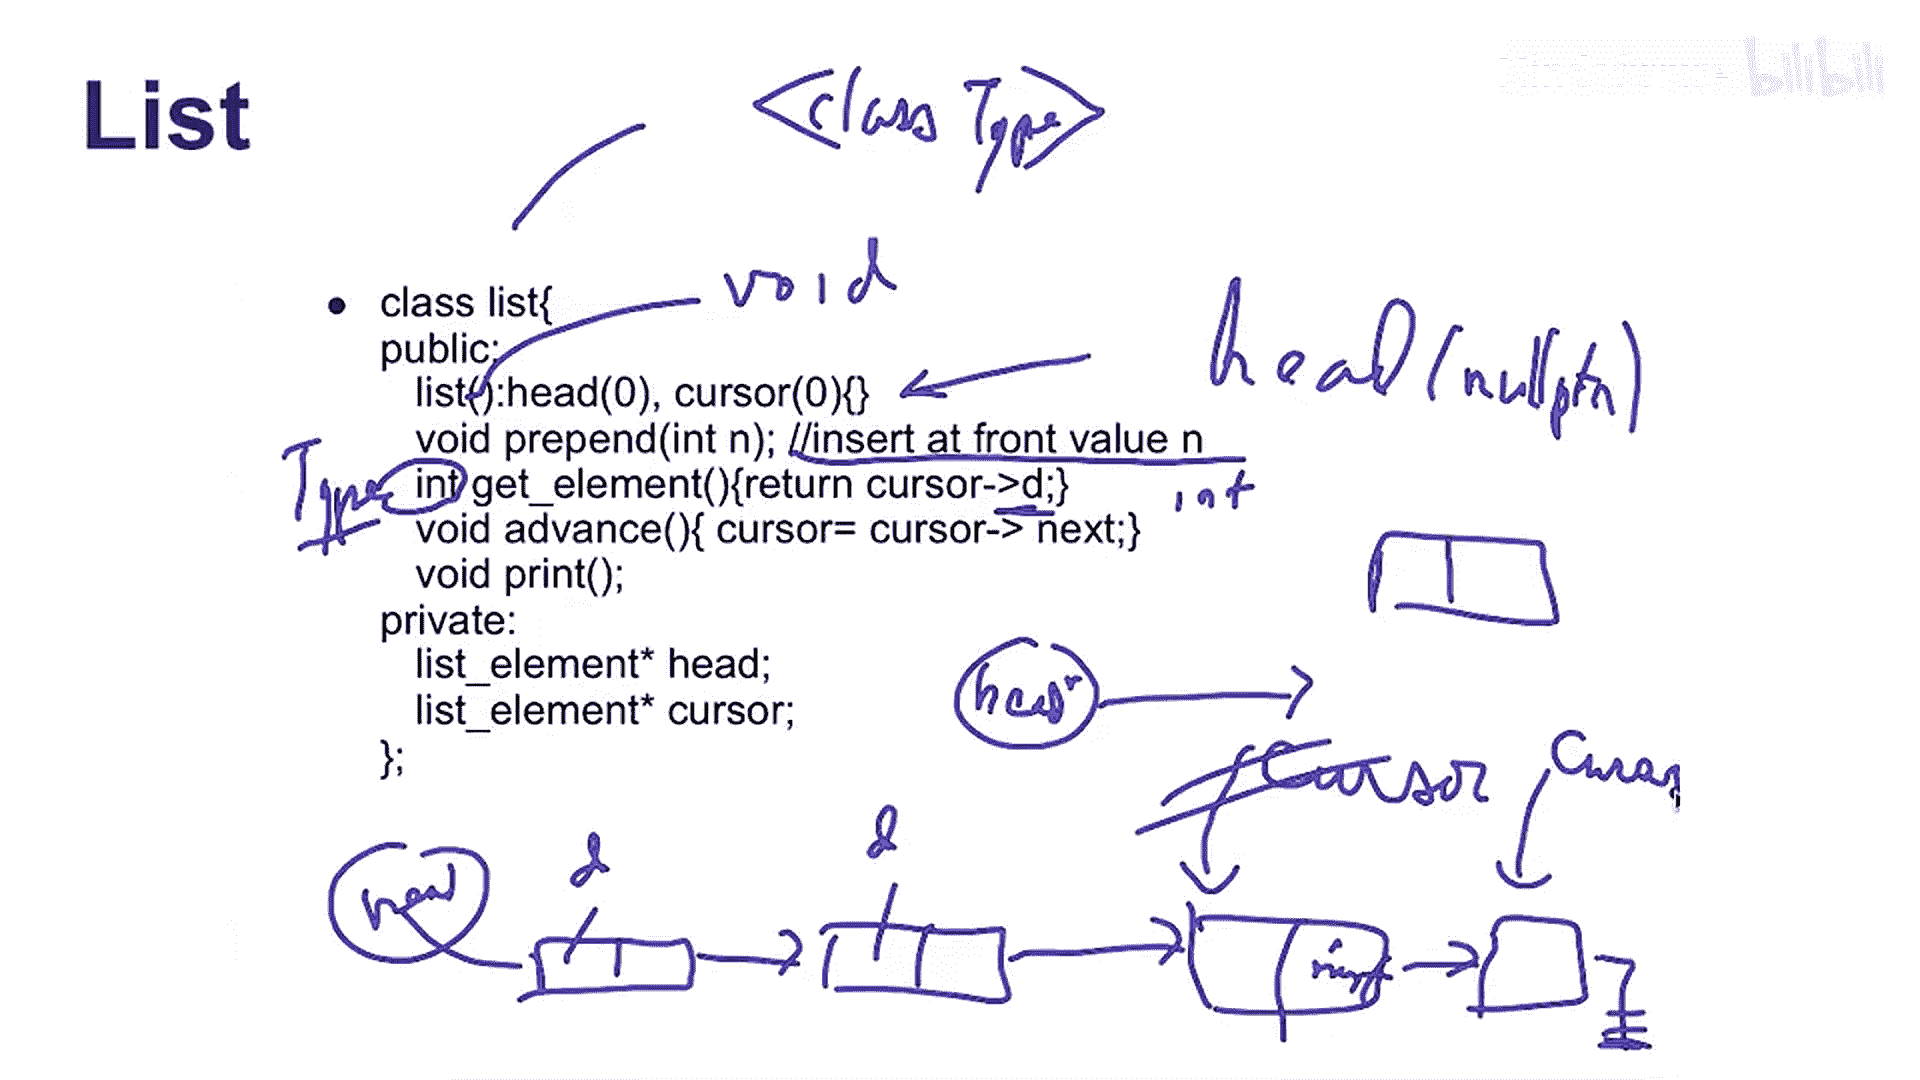 List
<class Type>
bilibili
void
head(nullptr)
• class list{
public:
list():head(0), cursor(0){}
void prepend(int n); //insert at front value n
Type
int get_element(){return cursor->d;}
int
void advance(){ cursor= cursor-> next;}
void print();
private:
list_element* head;
list_element* cursor;
};
head
cursor
head
d
d